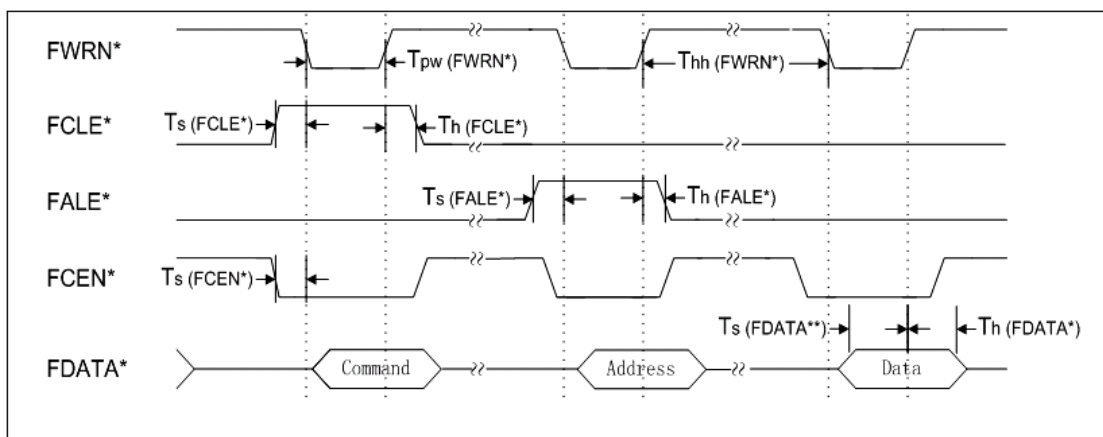 FWRN*
Tpw (FWRN*)
Thh (FWRN*)
FCLE*
Ts (FCLE*)
Th (FCLE*)
FALE*
Ts (FALE*)
Th (FALE*)
FCEN*
Ts (FCEN*)
Ts (FDATA**)
Th (FDATA*)
FDATA*
Command
Address
Data